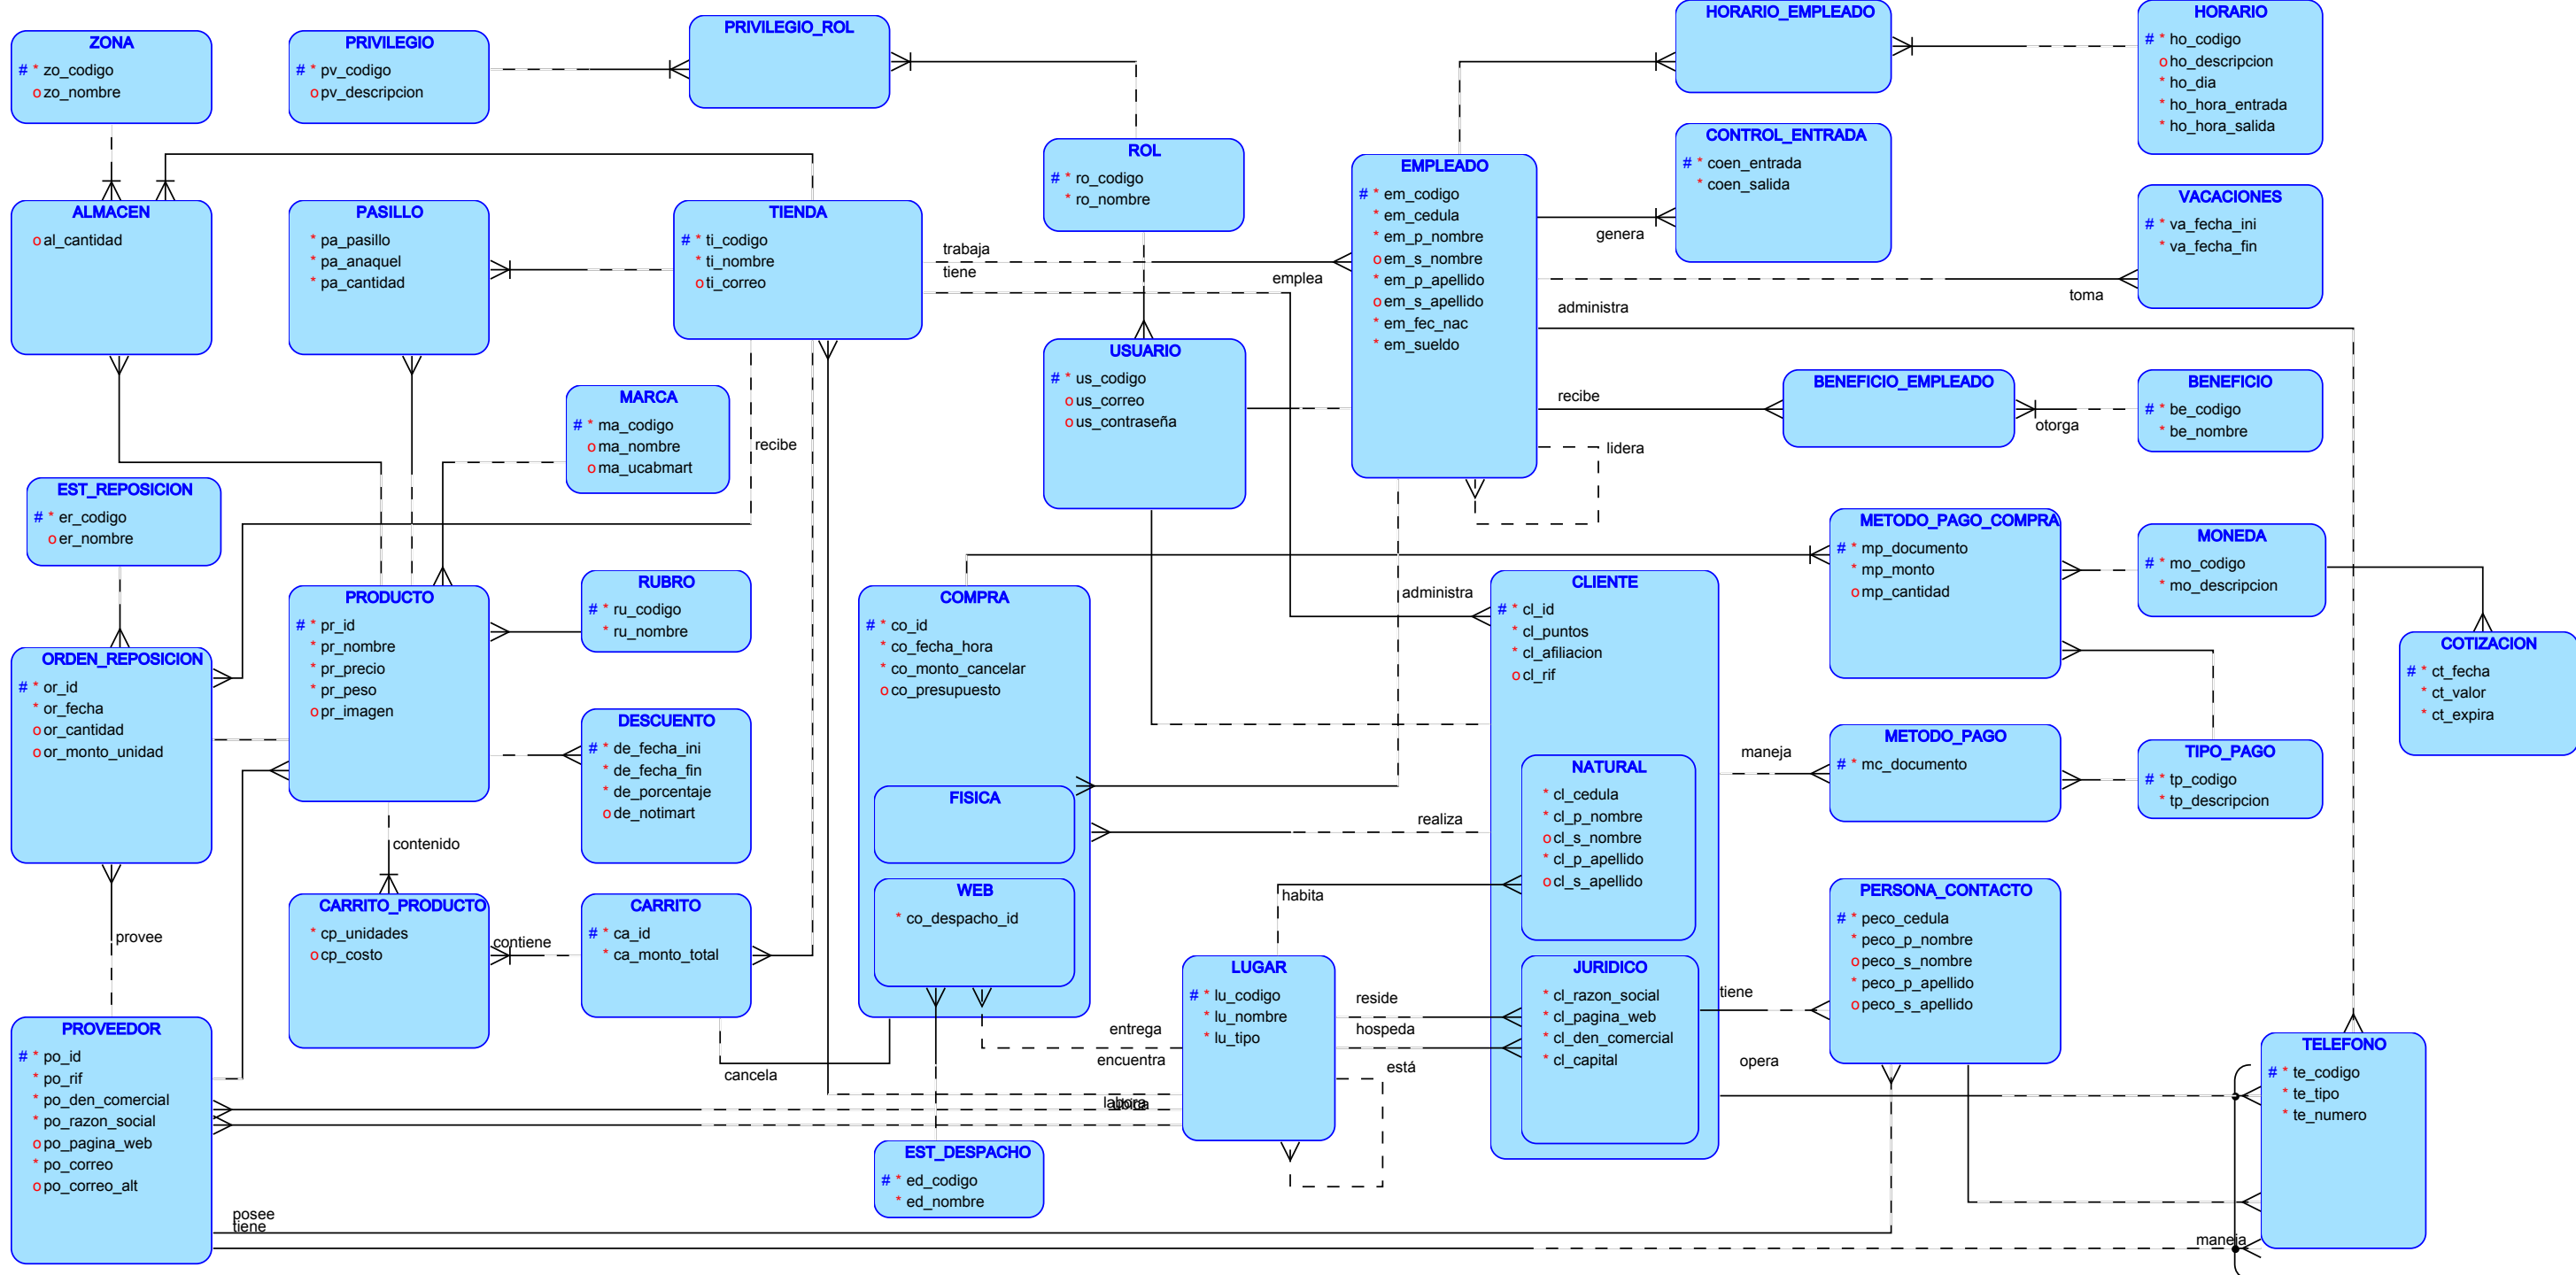 ZONA
# * zo_codigo
o zo_nombre
PRIVILEGIO
# * pv_codigo
o pv_descripcion
PRIVILEGIO_ROL
HORARIO_EMPLEADO
HORARIO
# * ho_codigo
o ho_descripcion
* ho_dia
* ho_hora_entrada
* ho_hora_salida
ROL
# * ro_codigo
* ro_nombre
EMPLEADO
# * em_codigo
* em_cedula
* em_p_nombre
o em_s_nombre
* em_p_apellido
o em_s_apellido
* em_fec_nac
* em_sueldo
CONTROL_ENTRADA
# * coen_entrada
* coen_salida
VACACIONES
# * va_fecha_ini
* va_fecha_fin
ALMACEN
o al_cantidad
PASILLO
* pa_pasillo
* pa_anaquel
* pa_cantidad
TIENDA
# * ti_codigo
* ti_nombre
o ti_correo
trabaja
tiene
emplea
genera
toma
administra
USUARIO
# * us_codigo
o us_correo
o us_contraseña
MARCA
# * ma_codigo
o ma_nombre
o ma_ucabmart
recibe
recibe
BENEFICIO_EMPLEADO
otorga
BENEFICIO
# * be_codigo
* be_nombre
lidera
EST_REPOSICION
# * er_codigo
o er_nombre
PRODUCTO
# * pr_id
* pr_nombre
* pr_precio
* pr_peso
o pr_imagen
RUBRO
# * ru_codigo
* ru_nombre
COMPRA
# * co_id
* co_fecha_hora
* co_monto_cancelar
o co_presupuesto
administra
CLIENTE
# * cl_id
* cl_puntos
* cl_afiliacion
o cl_rif
METODO_PAGO_COMPRA
# * mp_documento
* mp_monto
o mp_cantidad
MONEDA
# * mo_codigo
* mo_descripcion
COTIZACION
# * ct_fecha
* ct_valor
* ct_expira
ORDEN_REPOSICION
# * or_id
* or_fecha
o or_cantidad
o or_monto_unidad
DESCUENTO
# * de_fecha_ini
* de_fecha_fin
* de_porcentaje
o de_notimart
FISICA
realiza
NATURAL
* cl_cedula
* cl_p_nombre
o cl_s_nombre
* cl_p_apellido
o cl_s_apellido
maneja
METODO_PAGO
# * mc_documento
TIPO_PAGO
# * tp_codigo
* tp_descripcion
contenido
provee
CARRITO_PRODUCTO
* cp_unidades
o cp_costo
contiene
CARRITO
# * ca_id
* ca_monto_total
WEB
* co_despacho_id
habita
PERSONA_CONTACTO
# * peco_cedula
* peco_p_nombre
o peco_s_nombre
* peco_p_apellido
o peco_s_apellido
LUGAR
# * lu_codigo
* lu_nombre
* lu_tipo
reside
hospeda
está
JURIDICO
* cl_razon_social
* cl_pagina_web
* cl_den_comercial
* cl_capital
tiene
opera
entrega
encuentra
cancela
labora
ubica
PROVEEDOR
# * po_id
* po_rif
* po_den_comercial
* po_razon_social
o po_pagina_web
* po_correo
o po_correo_alt
EST_DESPACHO
# * ed_codigo
* ed_nombre
TELEFONO
# * te_codigo
* te_tipo
* te_numero
posee
tiene
maneja